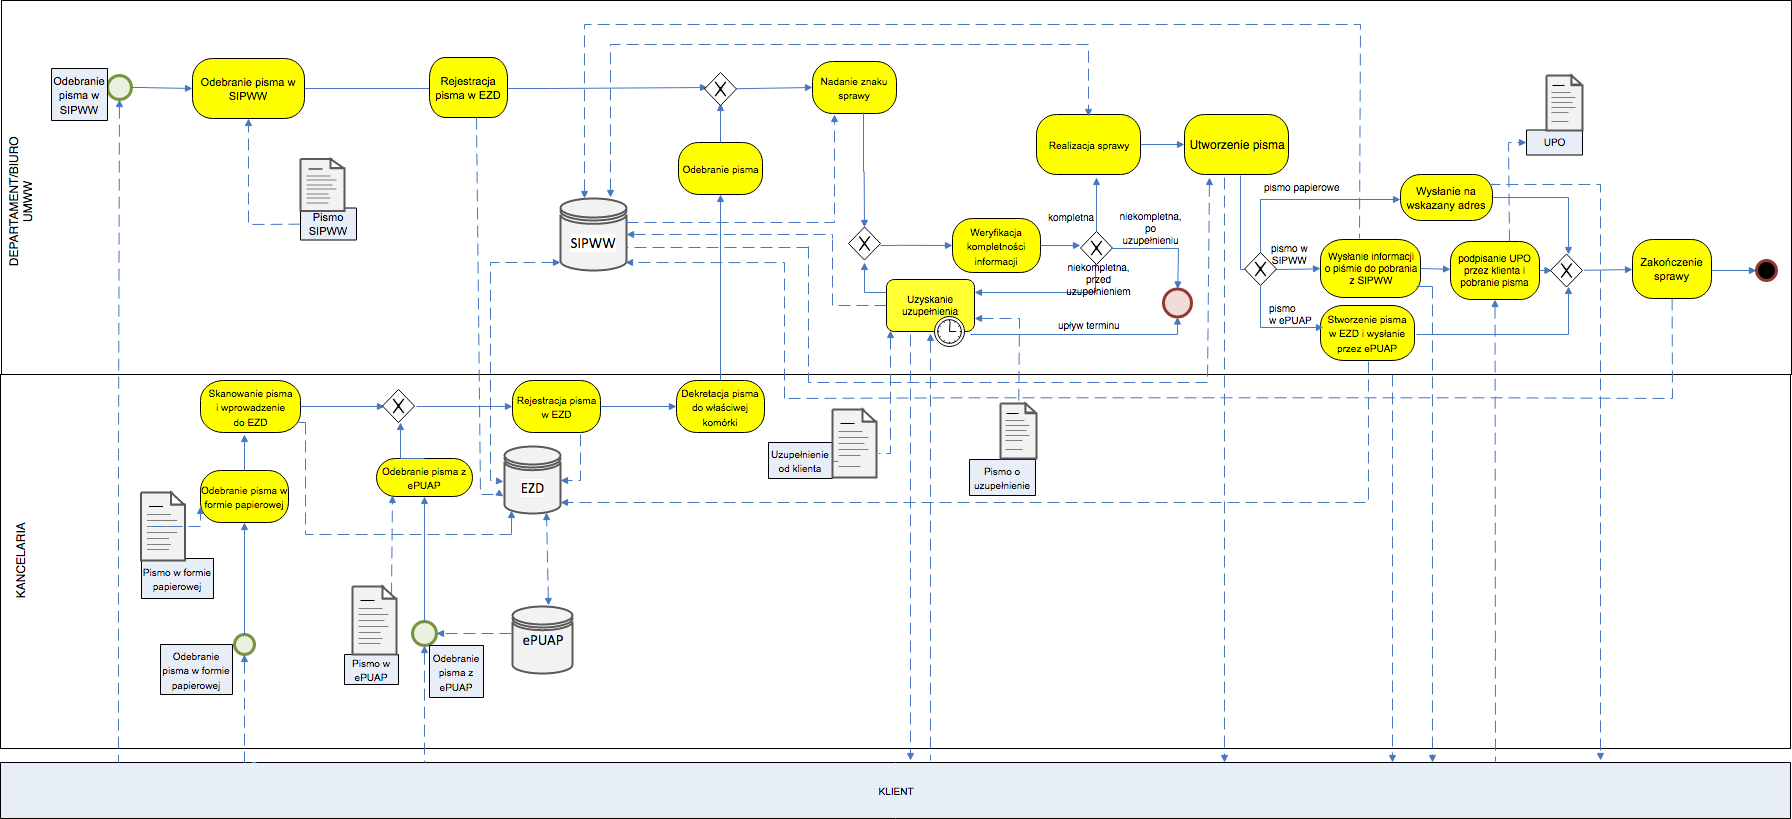 DEPARTAMENT/BIURO
UMWW
Odebranie
pisma w
SIPWW
Odebranie pisma w
SIPWW
Rejestracja
pisma w EZD
X
Nadanie znaku
sprawy
Pismo
SIPWW
Odebranie pisma
SIPWW
X
Weryfikacja
kompletności
informacji
Uzyskanie
uzupełnienia
kompletna
X
niekompletna,
po
uzupełnieniu
niekompletna,
przed
uzupełnieniem
upływ terminu
Realizacja sprawy
Utworzenie pisma
pismo papierowe
pismo w
SIPWW
X
pismo
w ePUAP
Wysłanie na
wskazany adres
Wysłanie informacji
o piśmie do pobrania
z SIPWW
Stworzenie pisma
w EZD i wysłanie
przez ePUAP
UPO
podpisanie UPO
przez klienta i
pobranie pisma
X
Zakończenie
sprawy
KANCELARIA
Skanowanie pisma
i wprowadzenie
do EZD
X
Rejestracja pisma
w EZD
Dekretacja pisma
do właściwej
komórki
Odebranie pisma w
formie papierowej
Odebranie pisma z
ePUAP
EZD
Uzupełnienie
od klienta
Pismo o
uzupełnienie
Pismo w formie
papierowej
Odebranie
pisma w formie
papierowej
Pismo w
ePUAP
Odebranie
pisma z
ePUAP
ePUAP
KLIENT